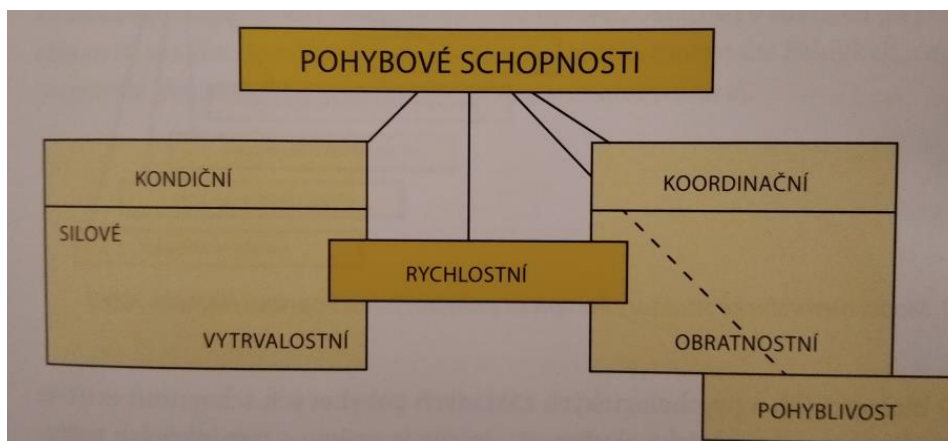 POHYBOVÉ SCHOPNOSTI
KONDIČNÍ
KOORDINAČNÍ
SILOVÉ
RYCHLOSTNÍ
VYTRVALOSTNÍ
OBRATNOSTNÍ
POHYBLIVOST